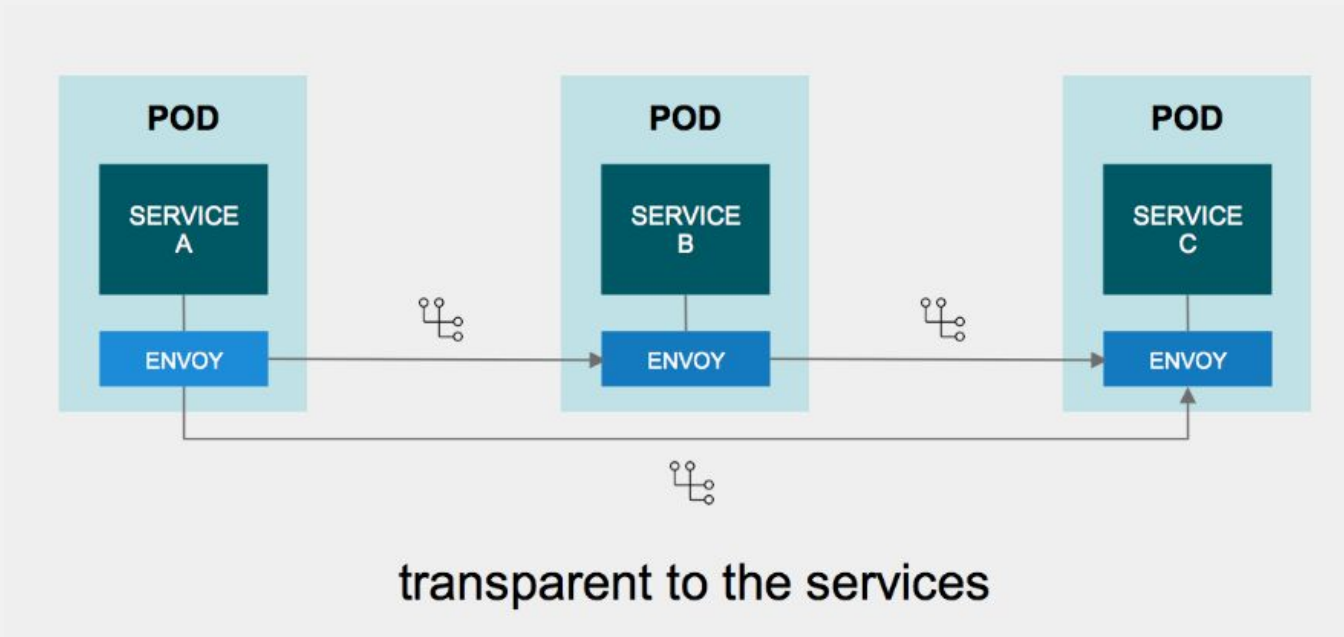 POD
SERVICE
A
ENVOY
POD
SERVICE
B
ENVOY
POD
SERVICE
C
ENVOY
transparent to the services